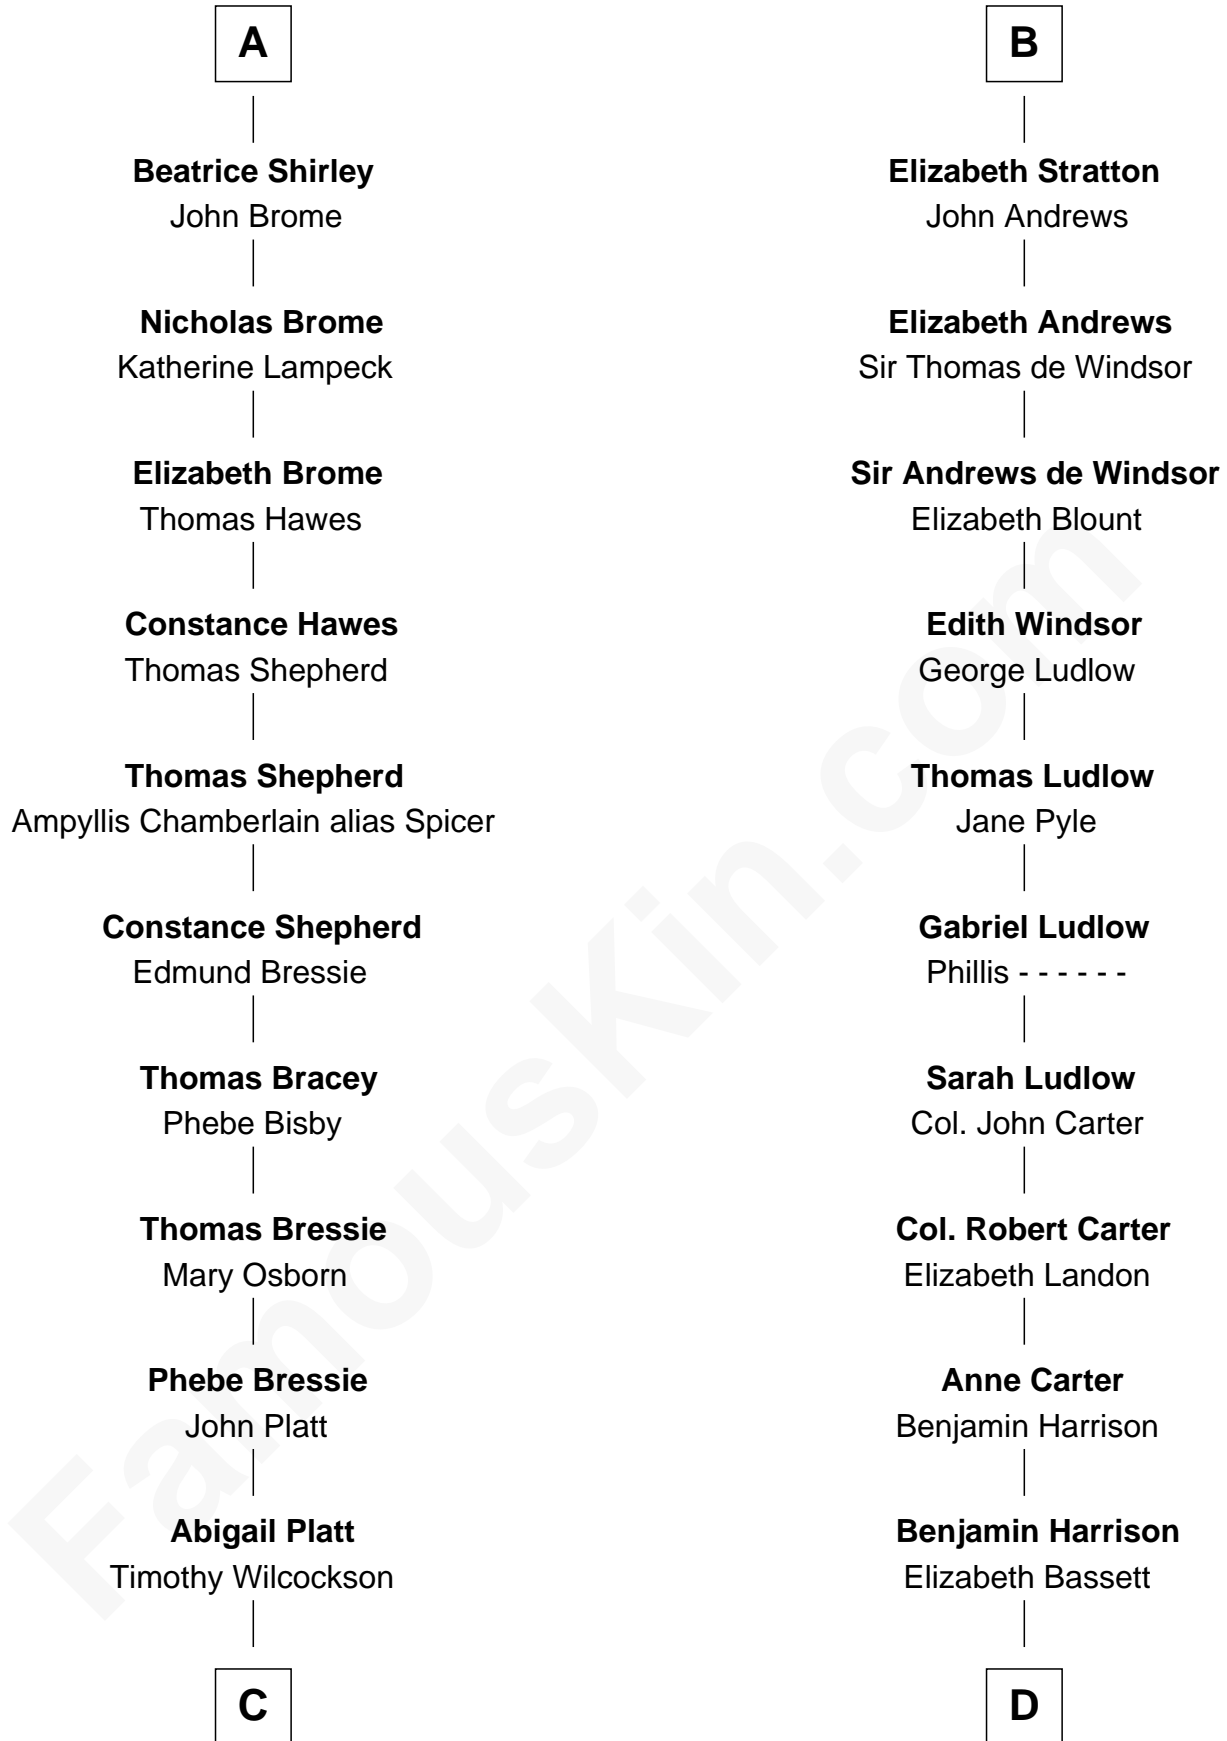 A
Beatrice Shirley
John Brome
Nicholas Brome
Katherine Lampeck
Elizabeth Brome
Thomas Hawes
Constance Hawes
Thomas Shepherd
Thomas Shepherd
Ampyllis Chamberlain alias Spicer
Constance Shepherd
Edmund Bressie
Thomas Bracey
Phebe Bisby
Thomas Bressie
Mary Osborn
Phebe Bressie
John Platt
Abigail Platt
Timothy Wilcockson
C
B
Elizabeth Stratton
John Andrews
Elizabeth Andrews
Sir Thomas de Windsor
Sir Andrews de Windsor
Elizabeth Blount
Edith Windsor
George Ludlow
Thomas Ludlow
Jane Pyle
Gabriel Ludlow
Phillis - - - - - -
Sarah Ludlow
Col. John Carter
Col. Robert Carter
Elizabeth Landon
Anne Carter
Benjamin Harrison
Benjamin Harrison
Elizabeth Bassett
D
FamousKin.com